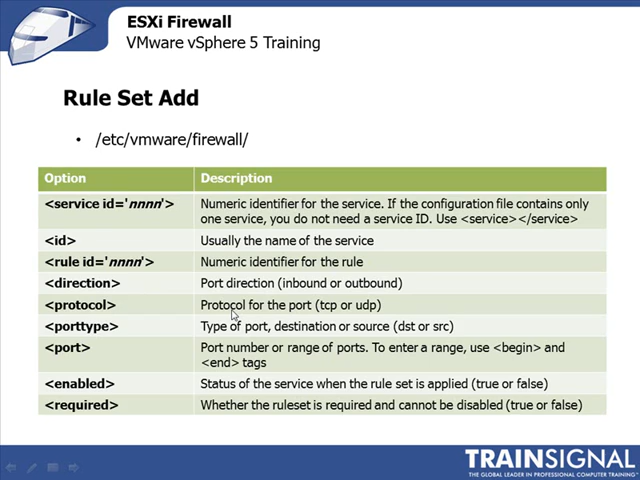 ESXi Firewall
VMware vSphere 5 Training
Rule Set Add
• /etc/vmware/firewall/
Option Description
<service id='nnnn'> Numeric identifier for the service. If the configuration file contains only
one service, you do not need a service ID. Use <service></service>
<id> Usually the name of the service
<rule id='nnnn'> Numeric identifier for the rule
<direction> Port direction (inbound or outbound)
<protocol> Protocol for the port (tcp or udp)
<porttype> Type of port, destination or source (dst or src)
<port> Port number or range of ports. To enter a range, use <begin> and
<end> tags
<enabled> Status of the service when the rule set is applied (true or false)
<required> Whether the ruleset is required and cannot be disabled (true or false)
TRAINSIGNAL
THE GLOBAL LEADER IN PROFESSIONAL COMPUTER TRAINING